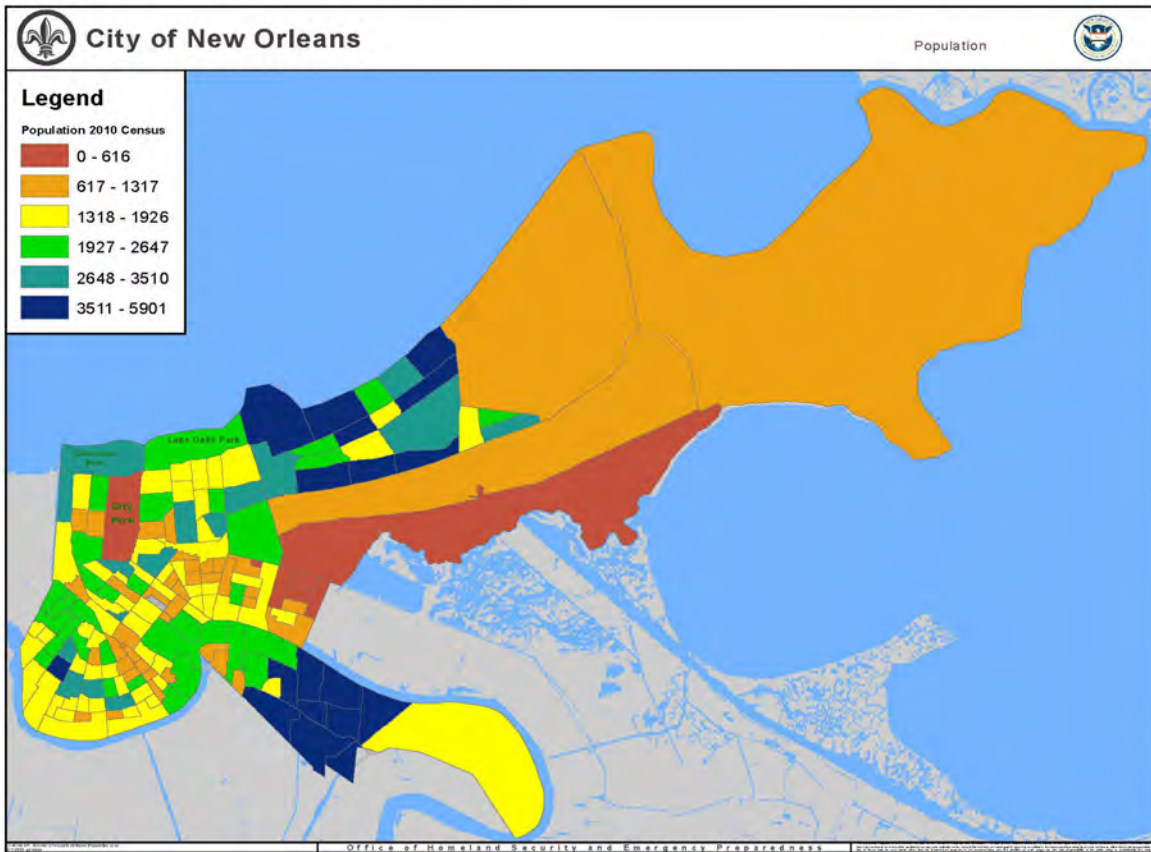 City of New Orleans
Population
Legend
Population 2010 Census
0 - 616
617 - 1317
1318 - 1926
1927 - 2647
2648 - 3510
3511 - 5901
Lake Oaks Park
City
Park
Office of Homeland Security and Emergency Preparedness